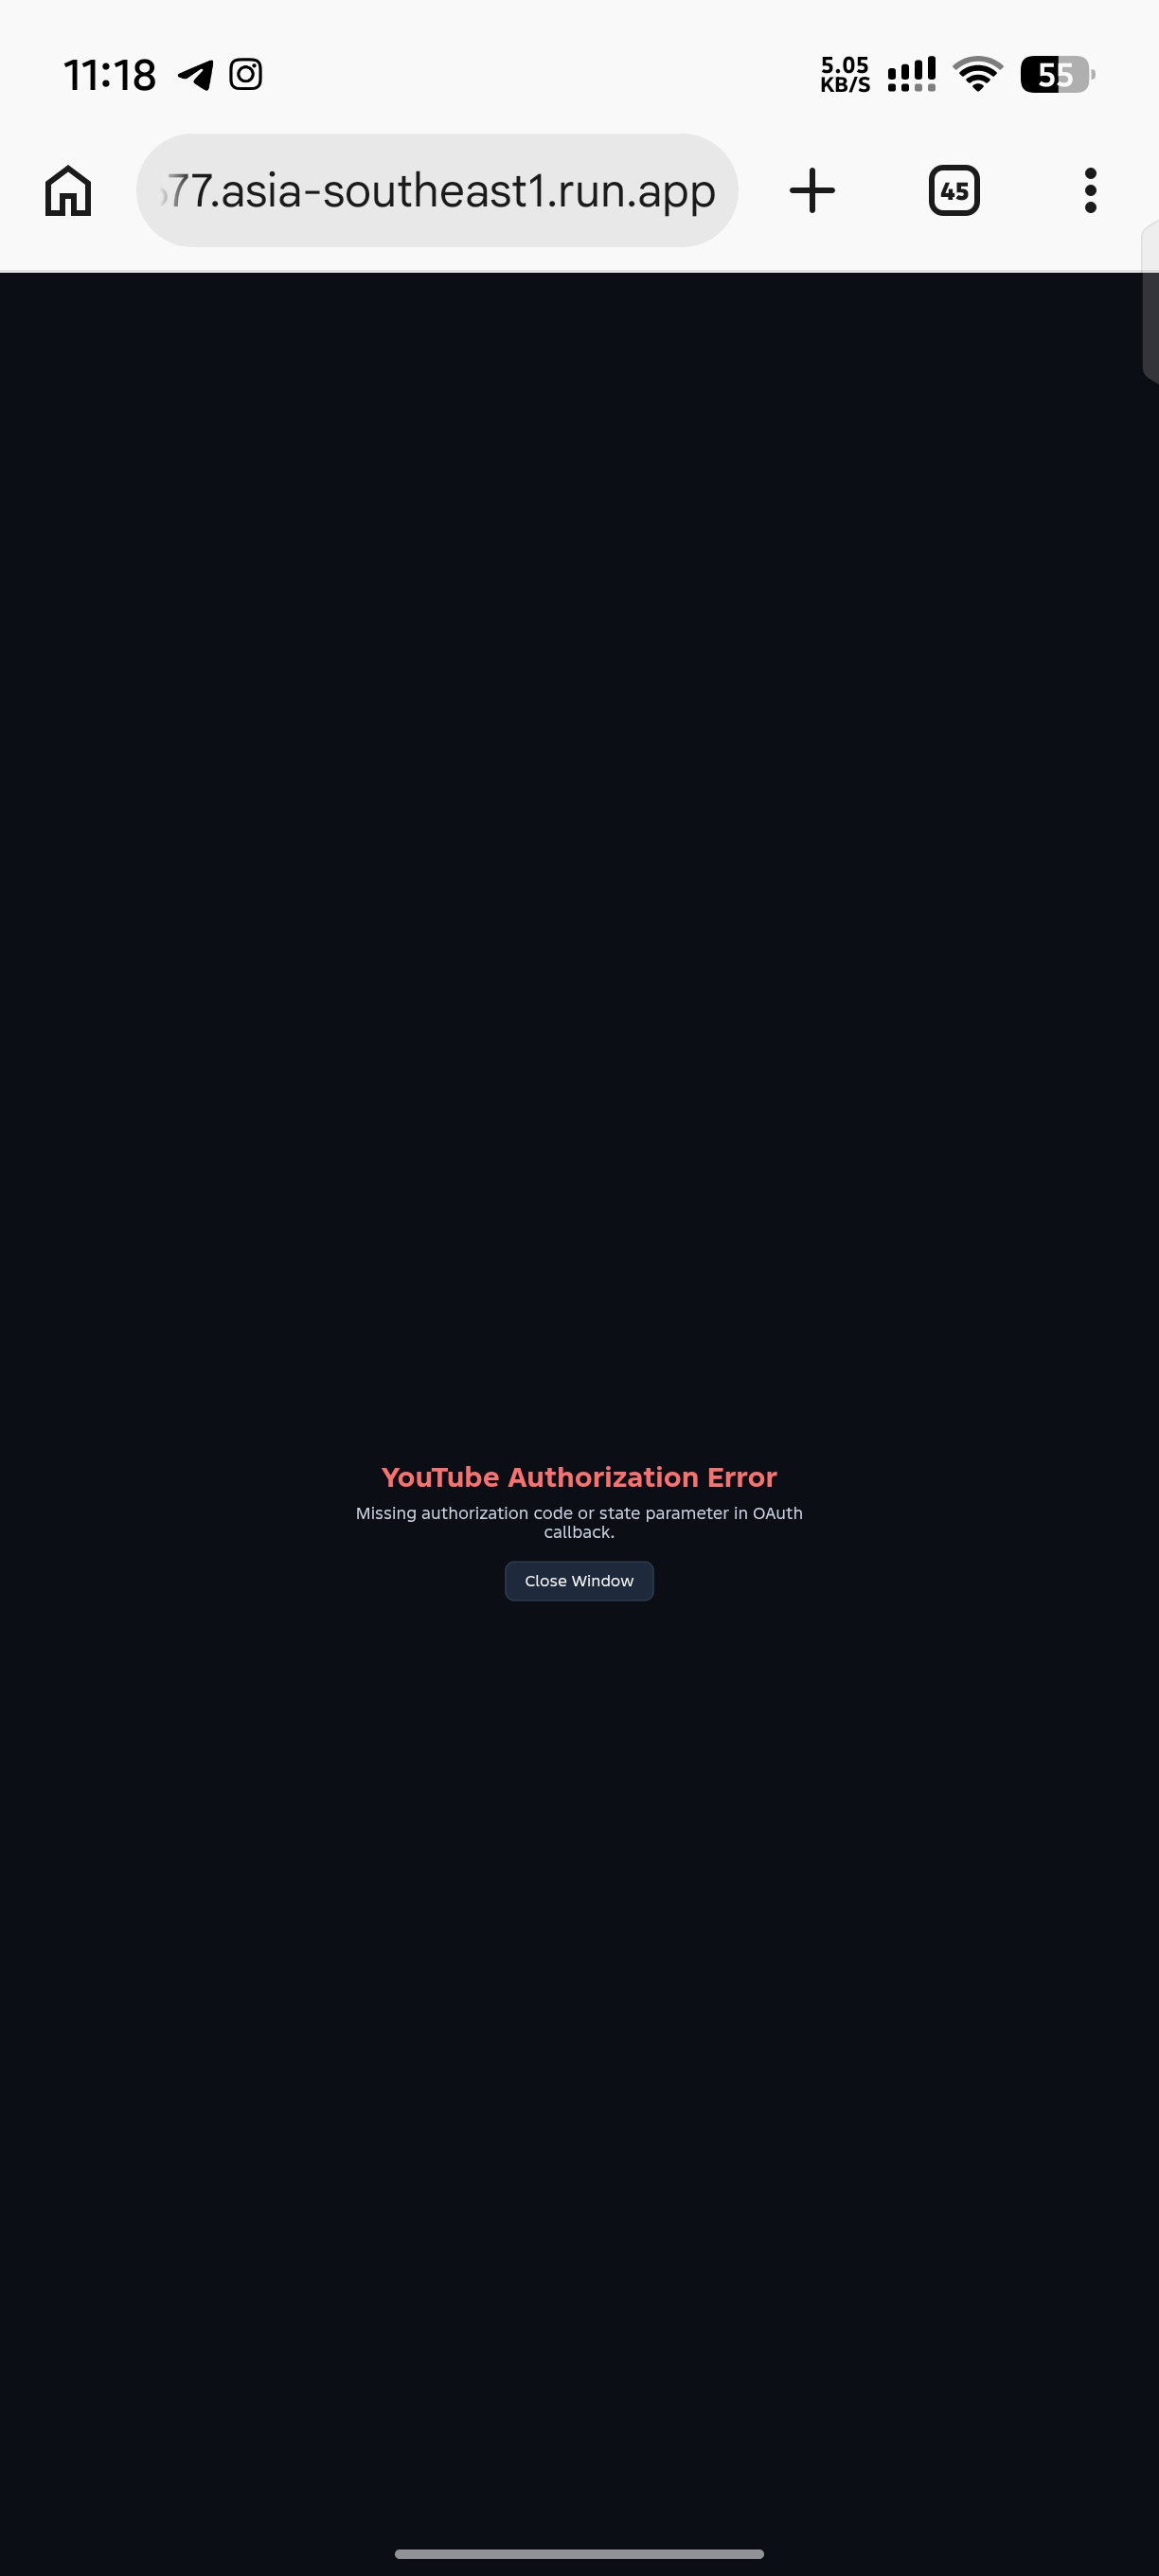 11:18
5.05
KB/S
55
77.asia-southeast1.run.app
45
YouTube Authorization Error
Missing authorization code or state parameter in OAuth
callback.
Close Window